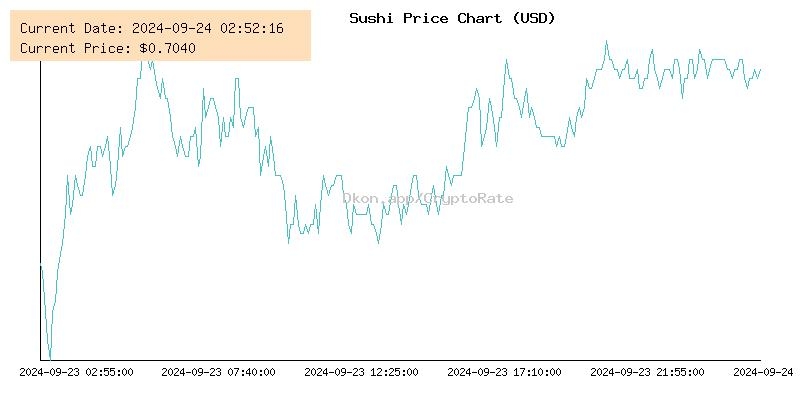 Sushi Price Chart (USD)
Current Date: 2024-09-24 02:52:16
Current Price: $0.7040
Dkon.app/CryptoRate
2024-09-23 02:55:00 2024-09-23 07:40:00 2024-09-23 12:25:00 2024-09-23 17:10:00 2024-09-23 21:55:00 2024-09-24